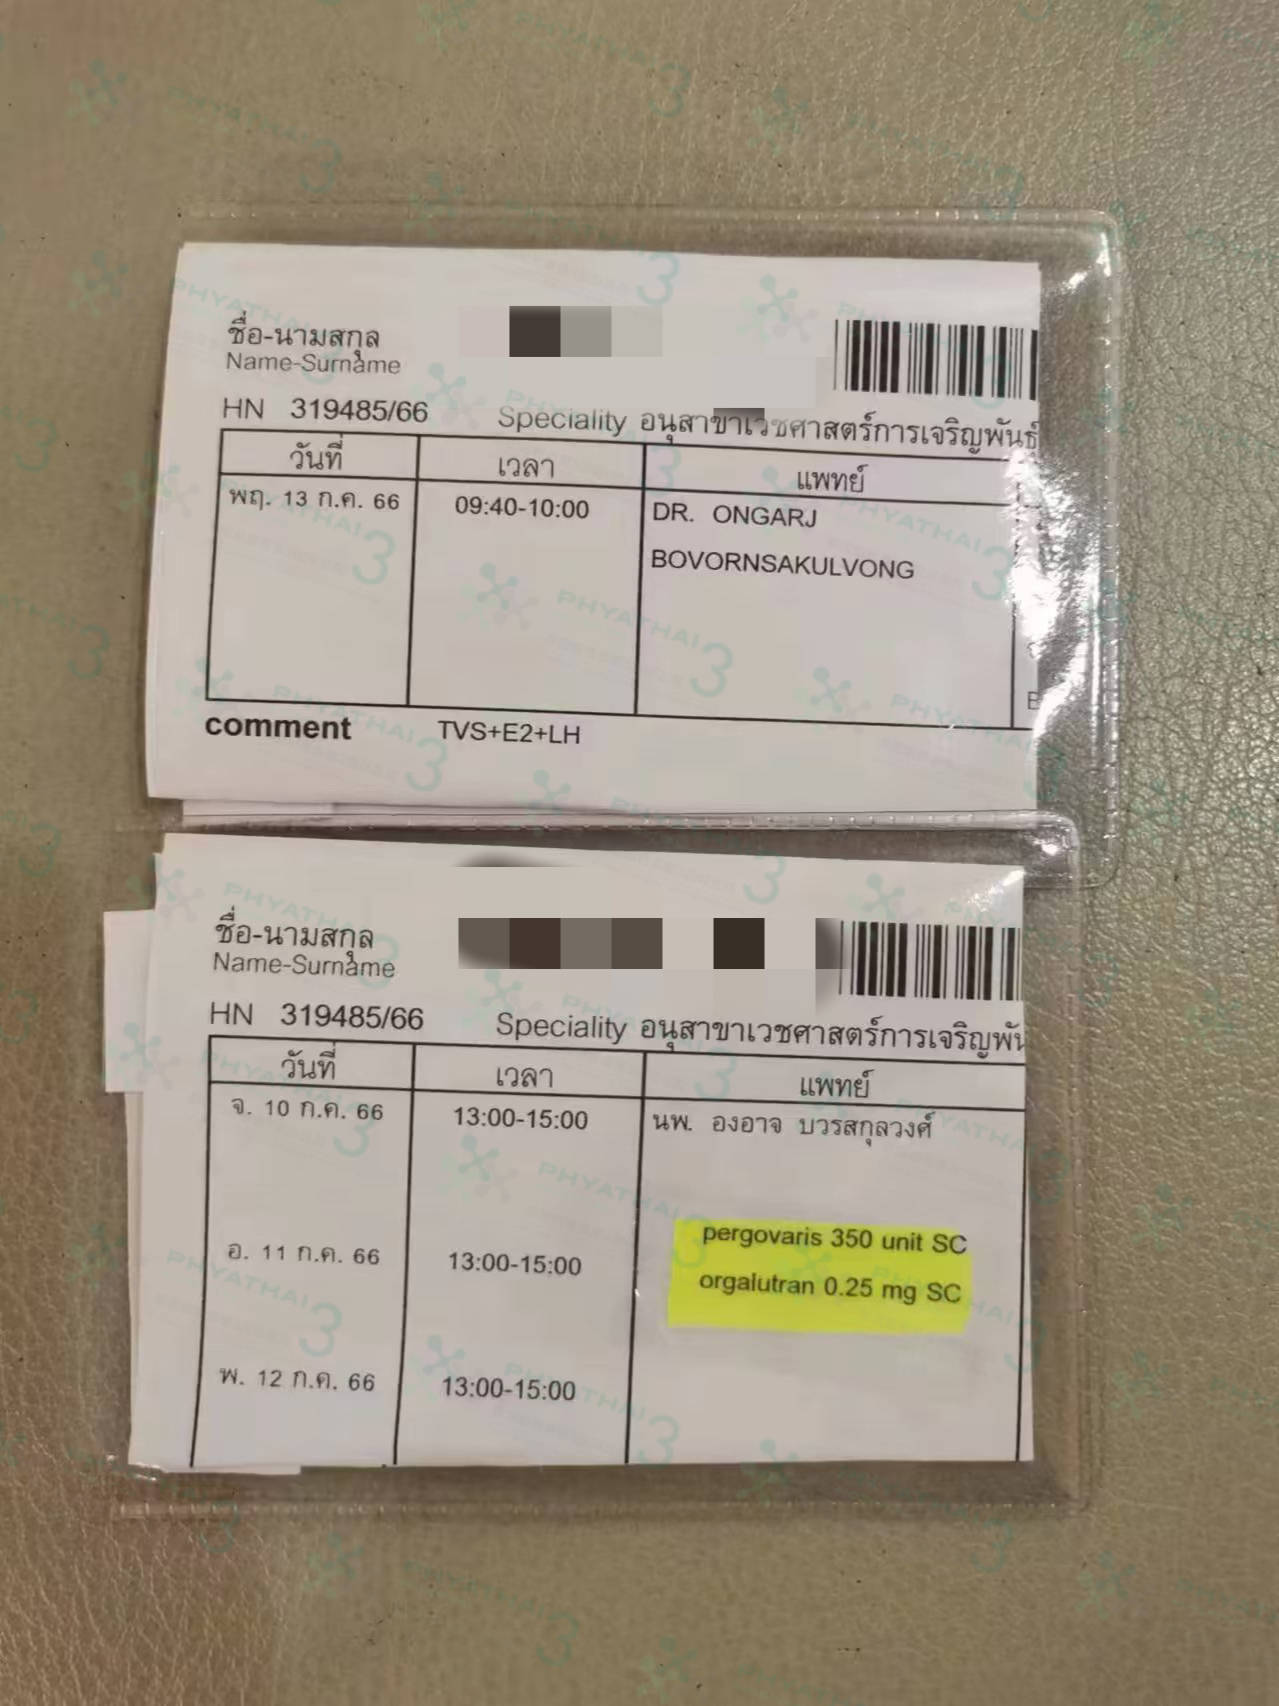 ชื่อ-นามสกุล
Name-Surname
HN 319485/66 Speciality อนุสาขาเวชศาสตร์การเจริญพันธุ์
วันที่ เวลา แพทย์
พฤ. 13 ก.ค. 66 09:40-10:00 DR. ONGARJ
BOVORNSAKULVONG
comment TVS+E2+LH
ชื่อ-นามสกุล
Name-Surname
HN 319485/66 Speciality อนุสาขาเวชศาสตร์การเจริญพัน
วันที่ เวลา แพทย์
จ. 10 ก.ค. 66 13:00-15:00 นพ. องอาจ บวรสกุลวงศ์
pergovaris 350 unit SC
อ. 11 ก.ค. 66 13:00-15:00
orgalutran 0.25 mg SC
พ. 12 ก.ค. 66 13:00-15:00
PHYATHAI 3